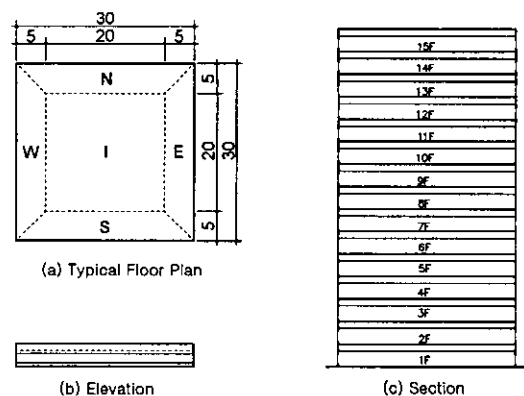 30
5 20 5
N
5
W I E
20
30
S
5
(a) Typical Floor Plan
(b) Elevation
15F
14F
13F
12F
11F
10F
9F
8F
7F
6F
5F
4F
3F
2F
1F
(c) Section